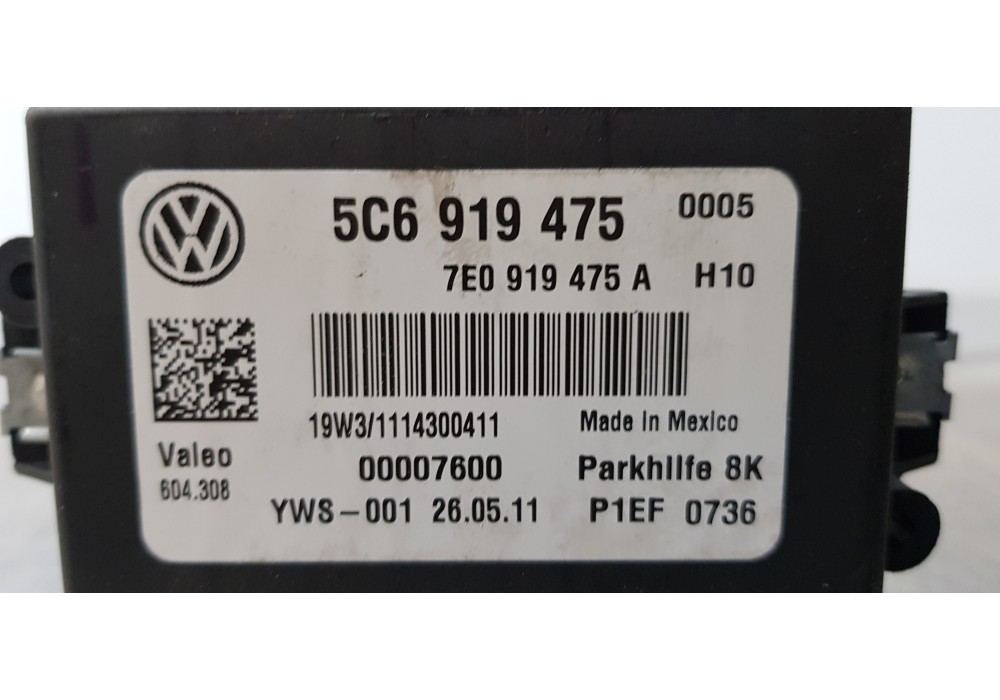 5C6 919 475 0005
7E0 919 475 A H10
19W3/1114300411 Made in Mexico
Valeo 00007600 Parkhilfe 8K
604.308
YWS-001 26.05.11 P1EF 0736